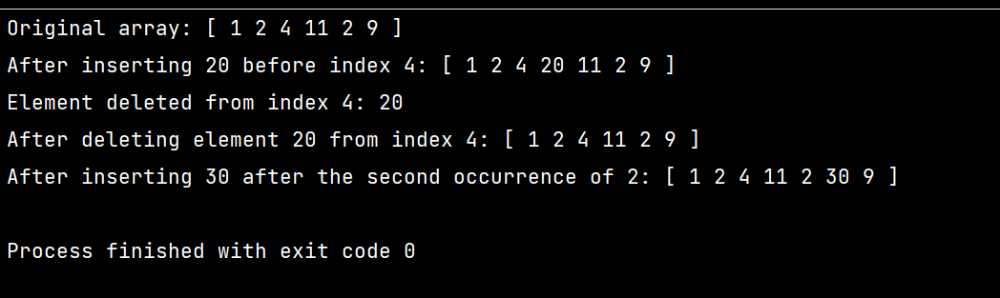 Original array: [ 1 2 4 11 2 9 ]
After inserting 20 before index 4: [ 1 2 4 20 11 2 9 ]
Element deleted from index 4: 20
After deleting element 20 from index 4: [ 1 2 4 11 2 9 ]
After inserting 30 after the second occurrence of 2: [ 1 2 4 11 2 30 9 ]
Process finished with exit code 0